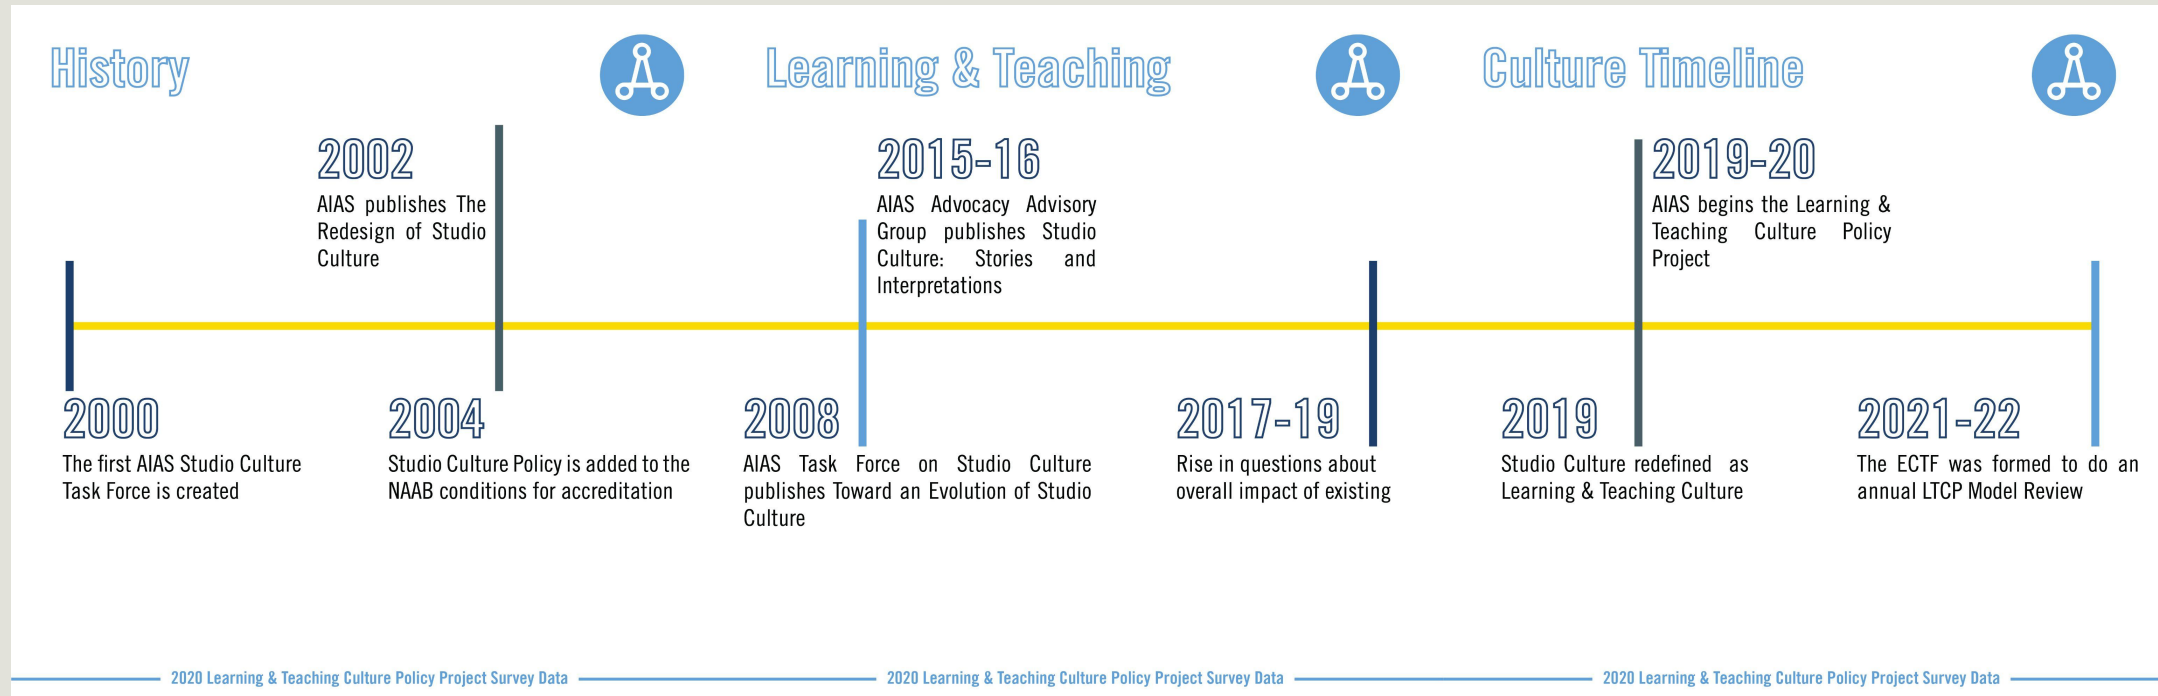 History
Learning & Teaching
Culture Timeline
2002
AIAS publishes The
Redesign of Studio
Culture
2015-16
AIAS Advocacy Advisory
Group publishes Studio
Culture: Stories and
Interpretations
2019-20
AIAS begins the Learning &
Teaching Culture Policy
Project
2000
The first AIAS Studio Culture
Task Force is created
2004
Studio Culture Policy is added to the
NAAB conditions for accreditation
2008
AIAS Task Force on Studio Culture
publishes Toward an Evolution of Studio
Culture
2017-19
Rise in questions about
overall impact of existing
2019
Studio Culture redefined as
Learning & Teaching Culture
2021-22
The ECTF was formed to do an
annual LTCP Model Review
2020 Learning & Teaching Culture Policy Project Survey Data
2020 Learning & Teaching Culture Policy Project Survey Data
2020 Learning & Teaching Culture Policy Project Survey Data